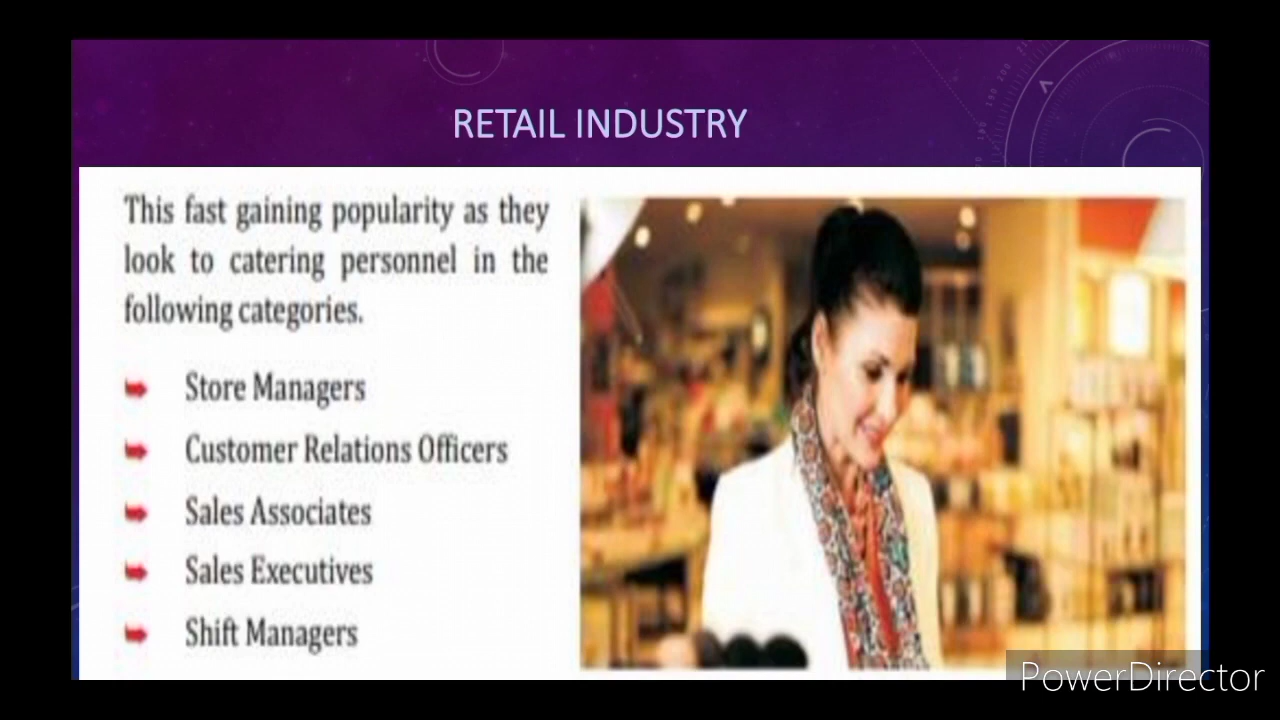 RETAIL INDUSTRY
This fast gaining popularity as they
look to catering personnel in the
following categories.
Store Managers
Customer Relations Officers
Sales Associates
Sales Executives
Shift Managers
PowerDirector